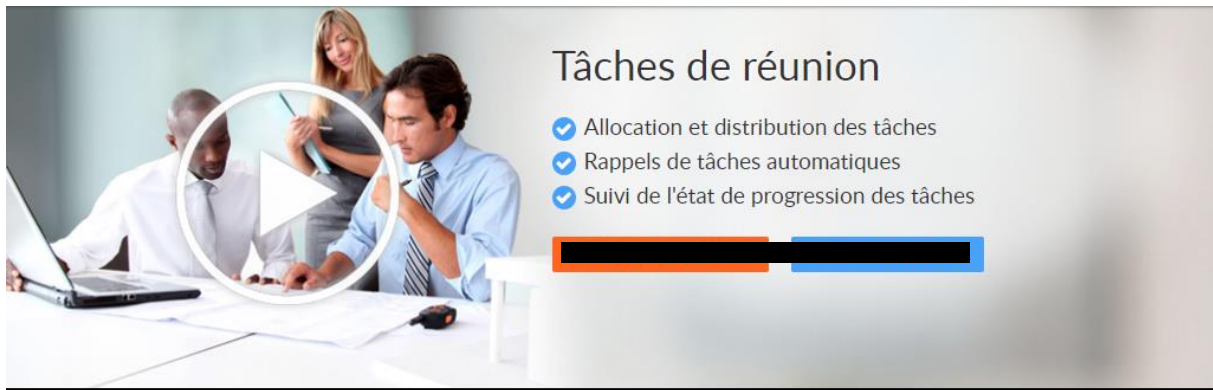 Tâches de réunion
Allocation et distribution des tâches
Rappels de tâches automatiques
Suivi de l'état de progression des tâches